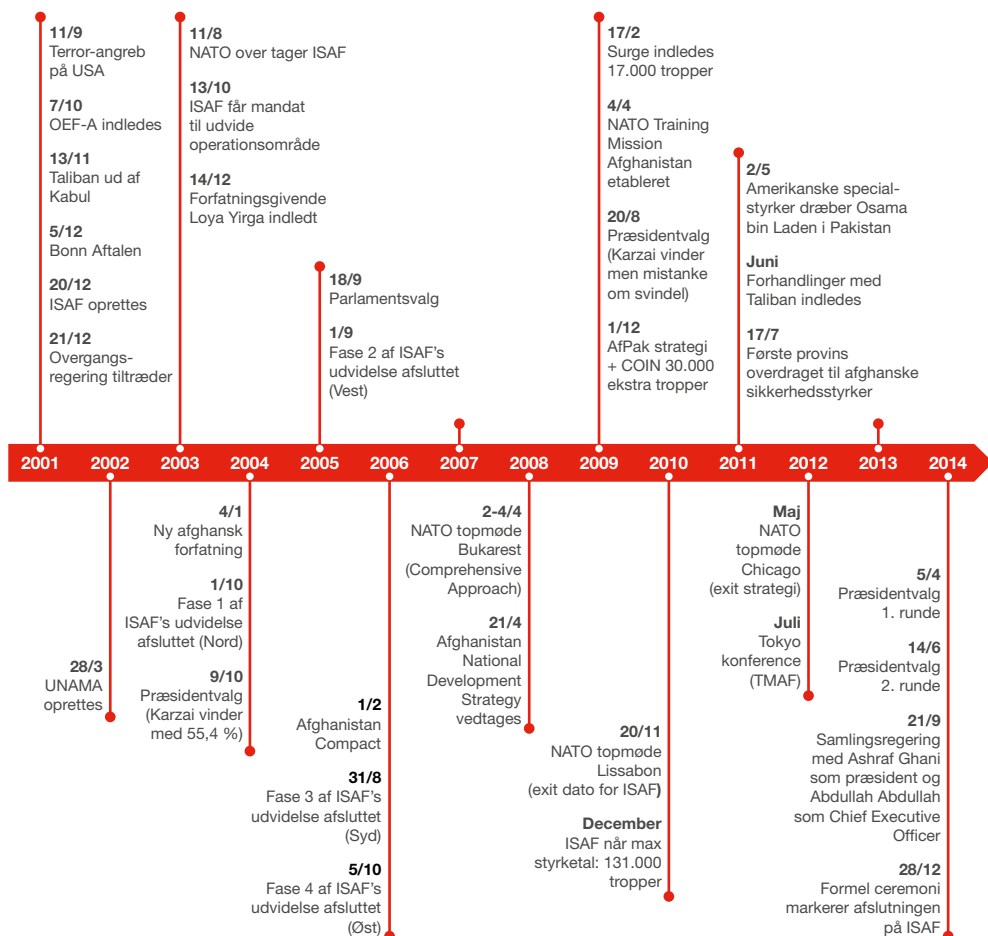 11/9
Terror-angreb
på USA
7/10
OEF-A indledes
13/11
Taliban ud af
Kabul
5/12
Bonn Aftalen
20/12
ISAF oprettes
21/12
Overgangs-
regering tiltræder
11/8
NATO over tager ISAF
13/10
ISAF får mandat
til udvide
operationsområde
14/12
Forfatningsgivende
Loya Yirga indledt
18/9
Parlamentsvalg
1/9
Fase 2 af ISAF's
udvidelse afsluttet
(Vest)
17/2
Surge indledes
17.000 tropper
4/4
NATO Training
Mission
Afghanistan
etableret
20/8
Præsidentvalg
(Karzai vinder
men mistanke
om svindel)
1/12
AfPak strategi
+ COIN 30.000
ekstra tropper
2/5
Amerikanske special-
styrker dræber Osama
bin Laden i Pakistan
Juni
Forhandlinger med
Taliban indledes
17/7
Første provins
overdraget til afghanske
sikkerhedsstyrker
2001 2002 2003 2004 2005 2006 2007 2008 2009 2010 2011 2012 2013 2014
28/3
UNAMA
oprettes
4/1
Ny afghansk
forfatning
1/10
Fase 1 af
ISAF's udvidelse
afsluttet (Nord)
9/10
Præsidentvalg
(Karzai vinder
med 55,4 %)
1/2
Afghanistan
Compact
31/8
Fase 3 af ISAF's
udvidelse afsluttet
(Syd)
5/10
Fase 4 af ISAF's
udvidelse afsluttet
(Øst)
2-4/4
NATO topmøde
Bukarest
(Comprehensive
Approach)
21/4
Afghanistan
National
Development
Strategy
vedtages
20/11
NATO topmøde
Lissabon
(exit dato for ISAF)
December
ISAF når max
styrketal: 131.000
tropper
Maj
NATO
topmøde
Chicago
(exit strategi)
Juli
Tokyo
konference
(TMAF)
5/4
Præsidentvalg
1. runde
14/6
Præsidentvalg
2. runde
21/9
Samlingsregering
med Ashraf Ghani
som præsident og
Abdullah Abdullah
som Chief Executive
Officer
28/12
Formel ceremoni
markerer afslutningen
på ISAF